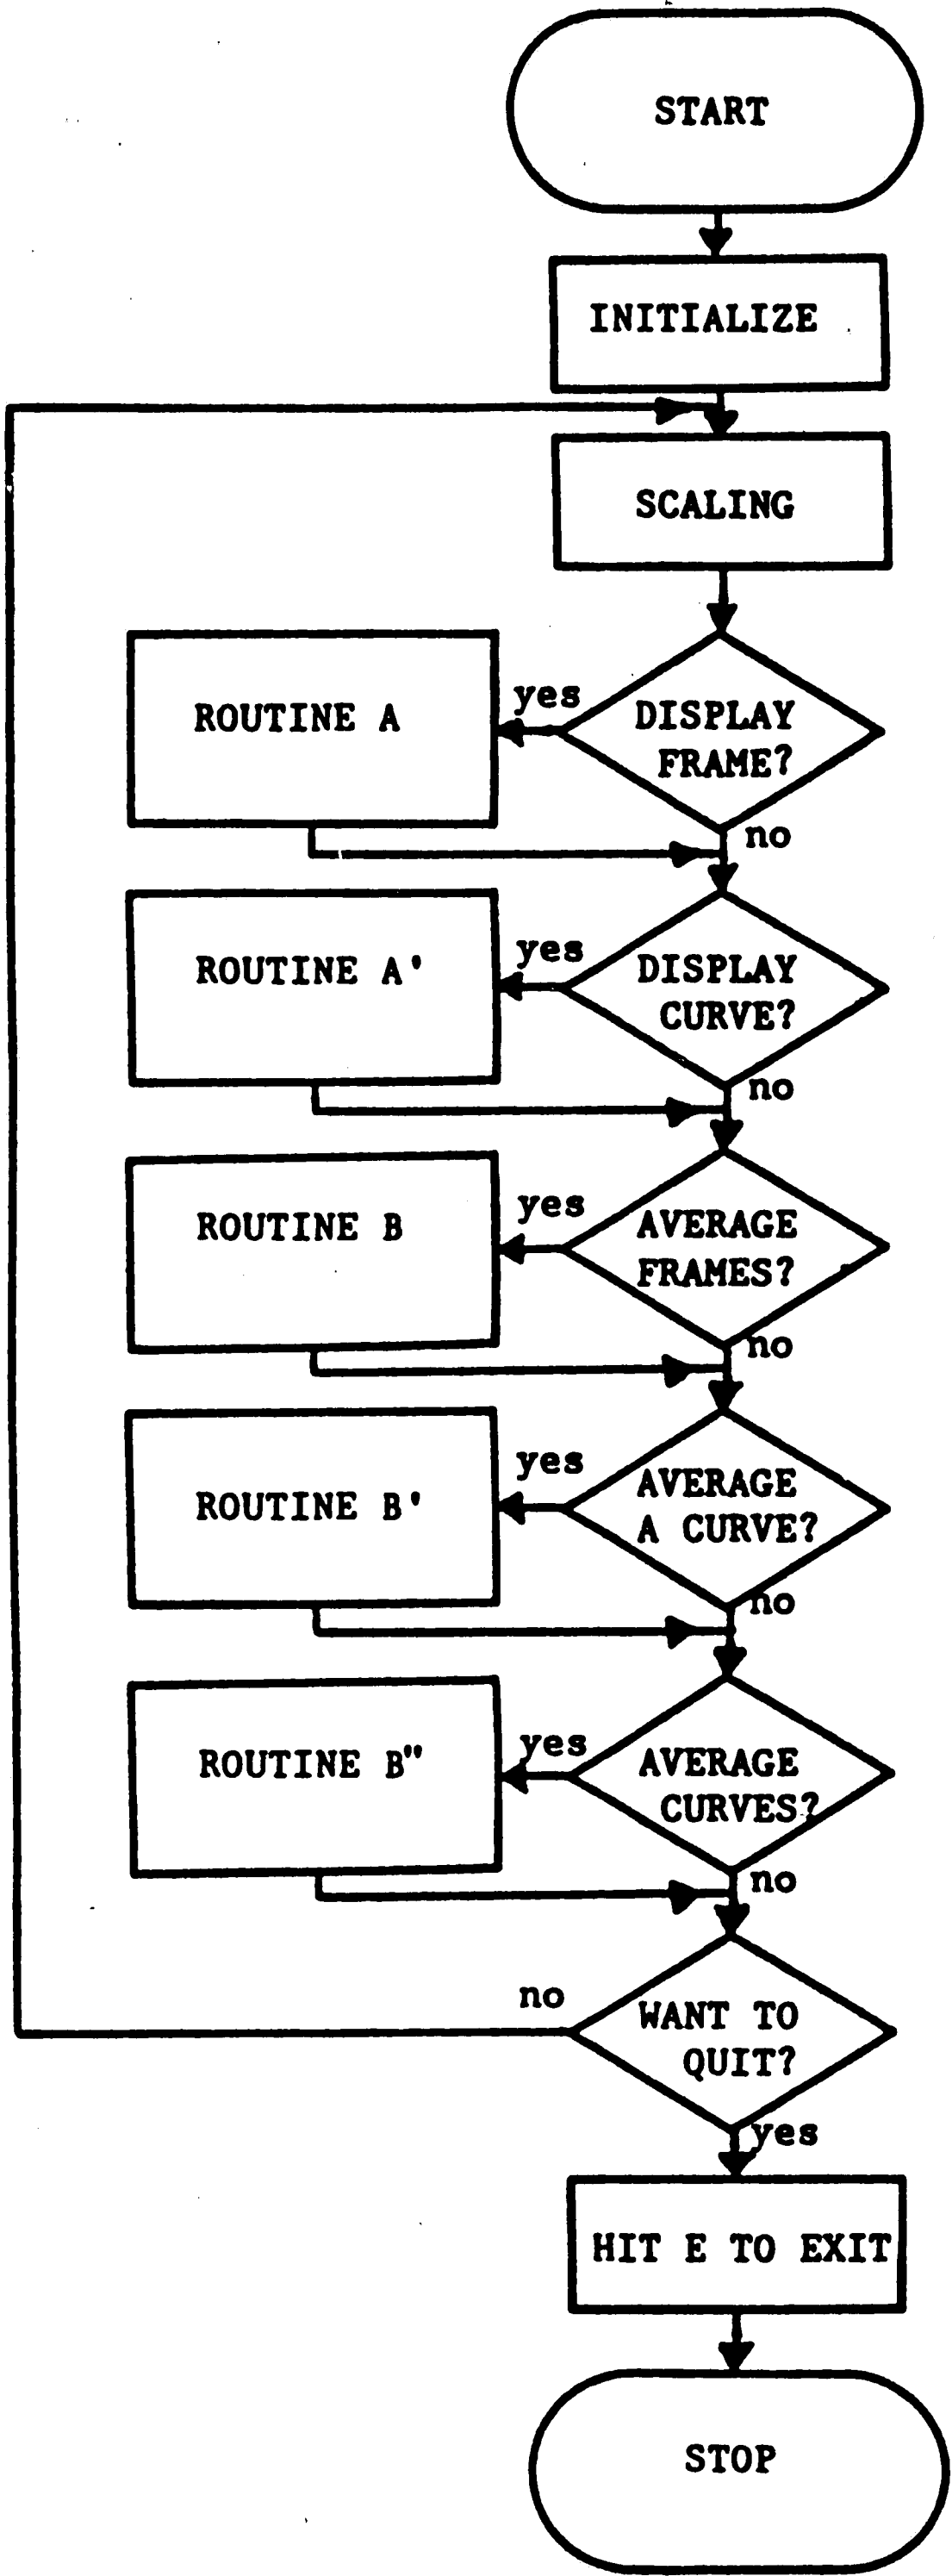 START
INITIALIZE
SCALING
yes
ROUTINE A
DISPLAY
FRAME?
no
yes
ROUTINE A'
DISPLAY
CURVE?
no
yes
ROUTINE B
AVERAGE
FRAMES?
no
yes
ROUTINE B'
AVERAGE
A CURVE?
no
yes
ROUTINE B"
AVERAGE
CURVES?
no
no
WANT TO
QUIT?
yes
HIT E TO EXIT
STOP